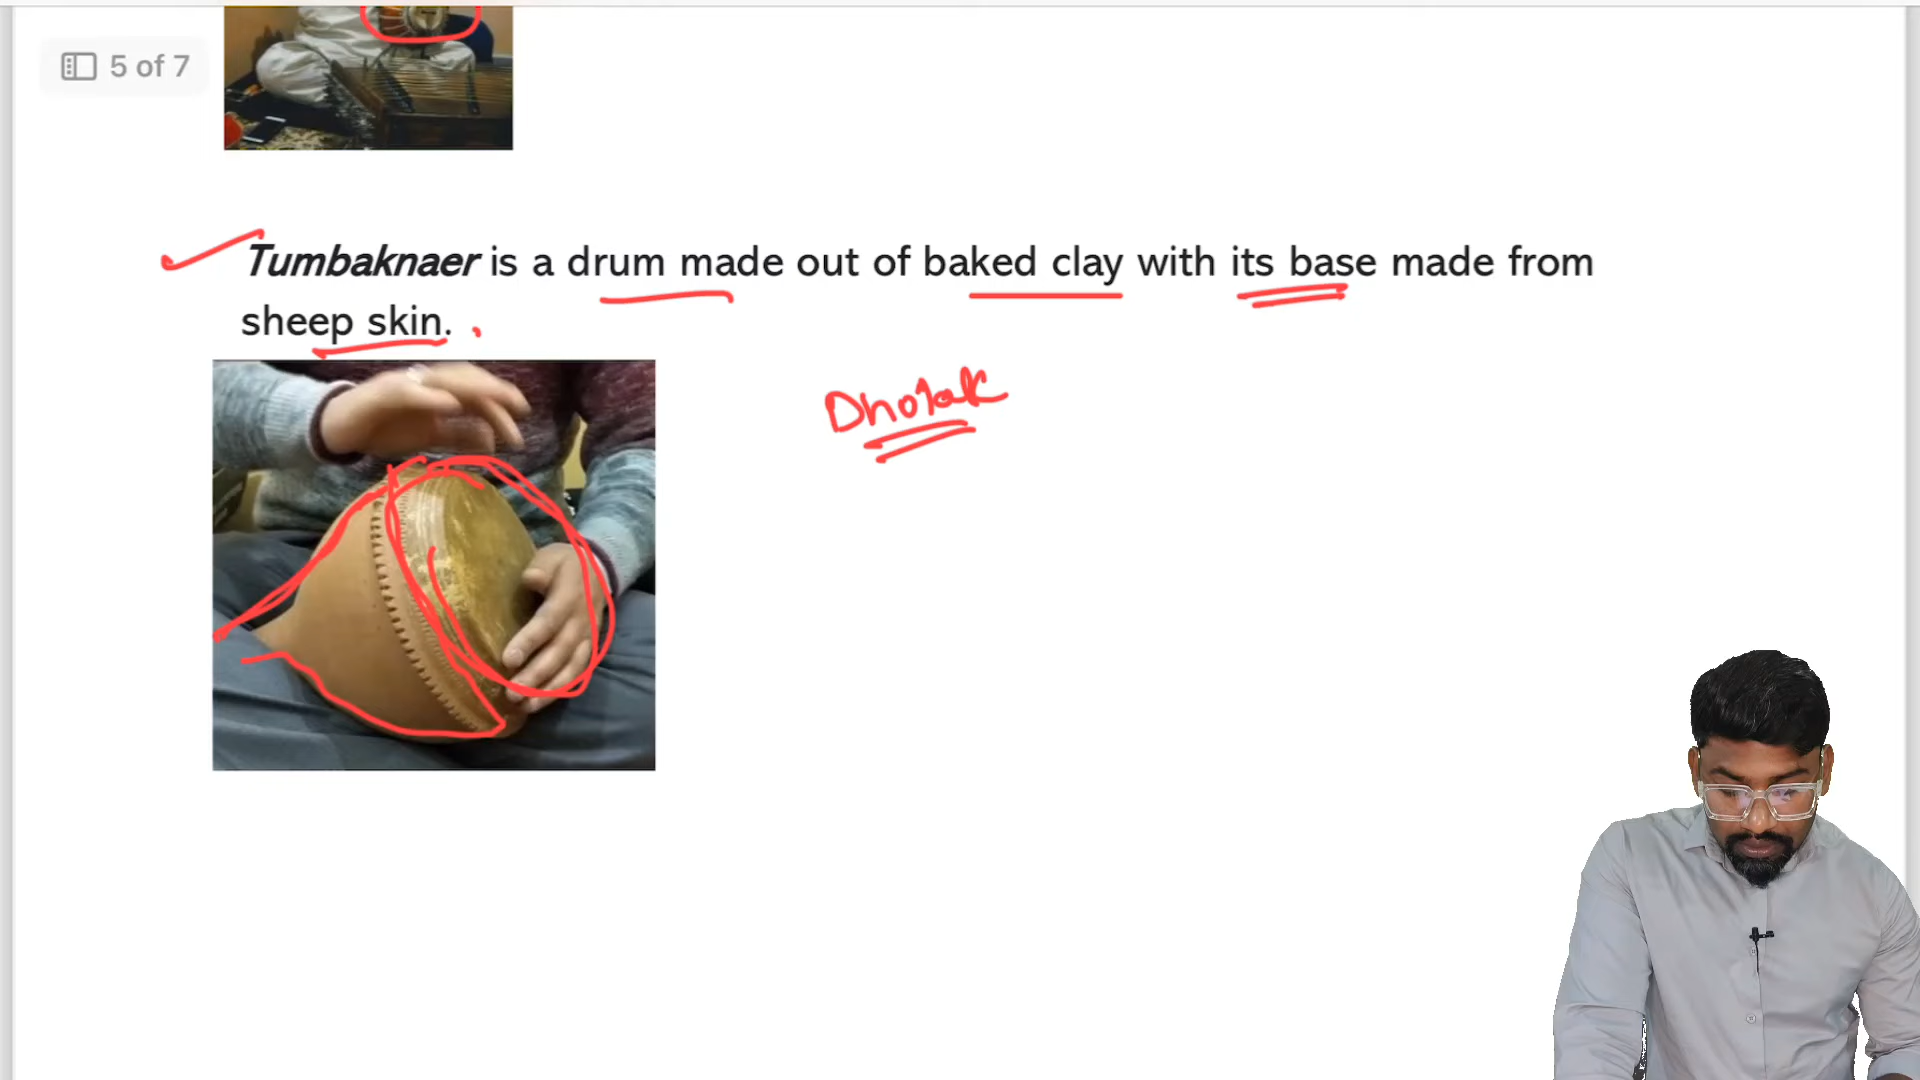 5 of 7
Tumbaknaer is a drum made out of baked clay with its base made from
sheep skin.
Dholak